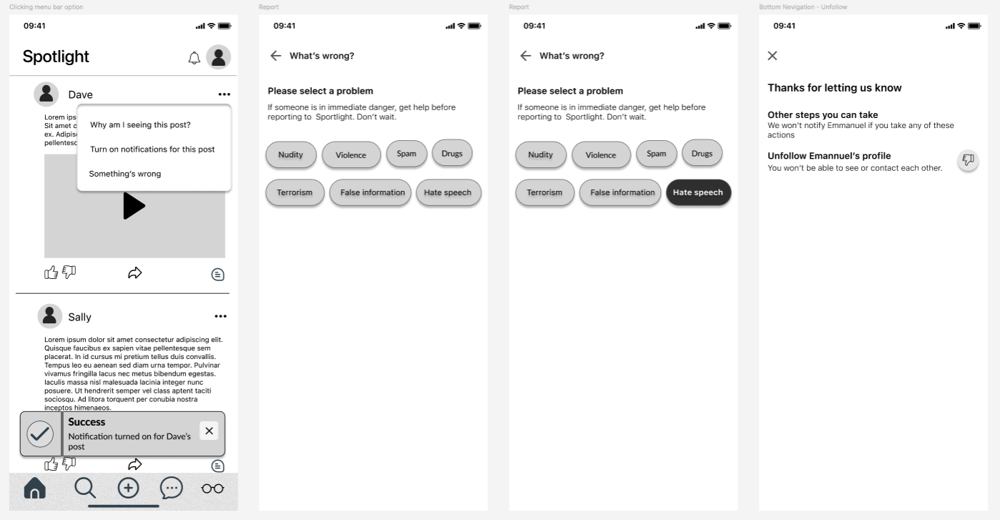 Clicking menu bar option
09:41
Spotlight
Dave
Lorem ips
Sit amet c
ex. Adipis
pellentesc
Why am I seeing this post?
Turn on notifications for this post
Something's wrong
Sally
Lorem ipsum dolor sit amet consectetur adipiscing elit.
Quisque faucibus ex sapien vitae pellentesque sem
placerat. In id cursus mi pretium tellus duis convallis.
Tempus leo eu aenean sed diam urna tempor. Pulvinar
vivamus fringilla lacus nec metus bibendum egestas.
Iaculis massa nisl malesuada lacinia integer nunc
posuere. Ut hendrerit semper vel class aptent taciti
sociosqu. Ad litora torquent per conubia nostra
inceptos himenaeos.
Success
Notification turned on for Dave's
post
Report
09:41
What's wrong?
Please select a problem
If someone is in immediate danger, get help before
reporting to Sportlight. Don't wait.
Nudity Violence Spam Drugs
Terrorism False information Hate speech
Report
09:41
What's wrong?
Please select a problem
If someone is in immediate danger, get help before
reporting to Sportlight. Don't wait.
Nudity Violence Spam Drugs
Terrorism False information Hate speech
Bottom Nevigation - Unfollow
09:41
Thanks for letting us know
Other steps you can take
We won't notify Emmanuel if you take any of these
actions
Unfollow Emannuel's profile
You won't be able to see or contact each other.